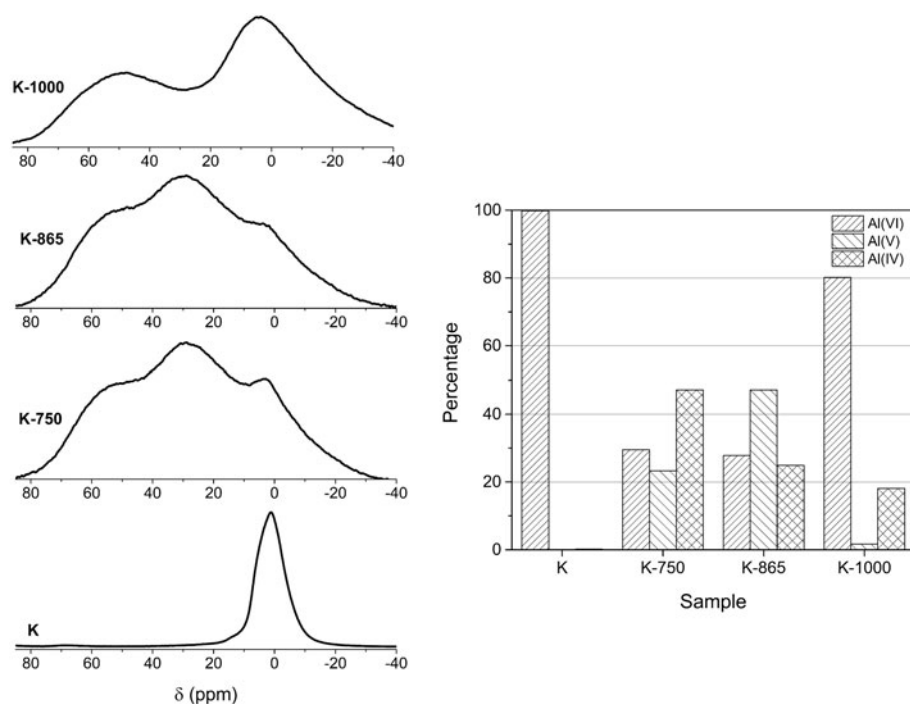 K-1000
80 60 40 20 0 -20 -40
K-865
80 60 40 20 0 -20 -40
K-750
80 60 40 20 0 -20 -40
K
80 60 40 20 0 -20 -40
δ (ppm)
100
80
60
40
20
0
Percentage
Al(VI)
Al(V)
Al(IV)
K K-750 K-865 K-1000
Sample